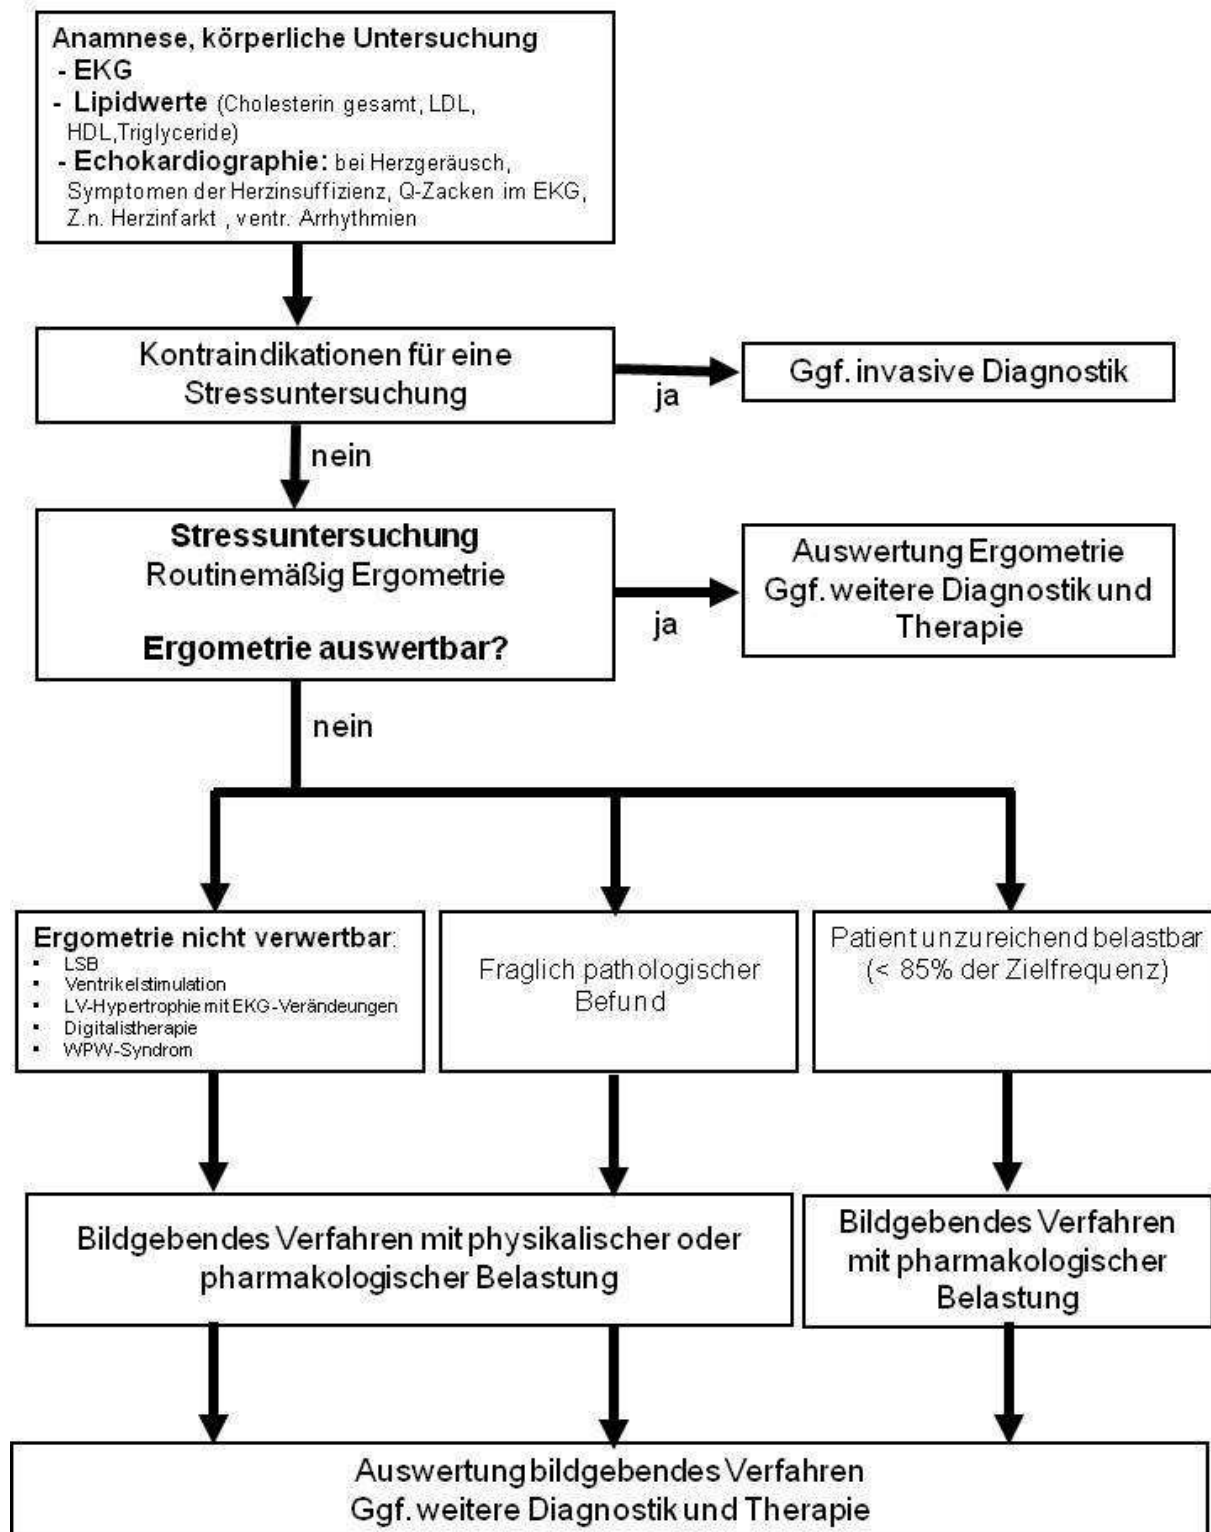 Anamnese, körperliche Untersuchung
- EKG
- Lipidwerte (Cholesterin gesamt, LDL,
HDL,Triglyceride)
- Echokardiographie: bei Herzgeräusch,
Symptomen der Herzinsuffizienz, Q-Zacken im EKG,
Z.n. Herzinfarkt , ventr. Arrhythmien
Kontraindikationen für eine
Stressuntersuchung
ja
Ggf. invasive Diagnostik
nein
Stressuntersuchung
Routinemäßig Ergometrie
Ergometrie auswertbar?
ja
Auswertung Ergometrie
Ggf. weitere Diagnostik und
Therapie
nein
Ergometrie nicht verwertbar:
▪ LSB
▪ Ventrikelstimulation
▪ LV-Hypertrophie mit EKG-Verändeungen
▪ Digitalistherapie
▪ WPW-Syndrom
Fraglich pathologischer
Befund
Patient unzureichend belastbar
(< 85% der Zielfrequenz)
Bildgebendes Verfahren mit physikalischer oder
pharmakologischer Belastung
Bildgebendes Verfahren
mit pharmakologischer
Belastung
Auswertung bildgebendes Verfahren
Ggf. weitere Diagnostik und Therapie